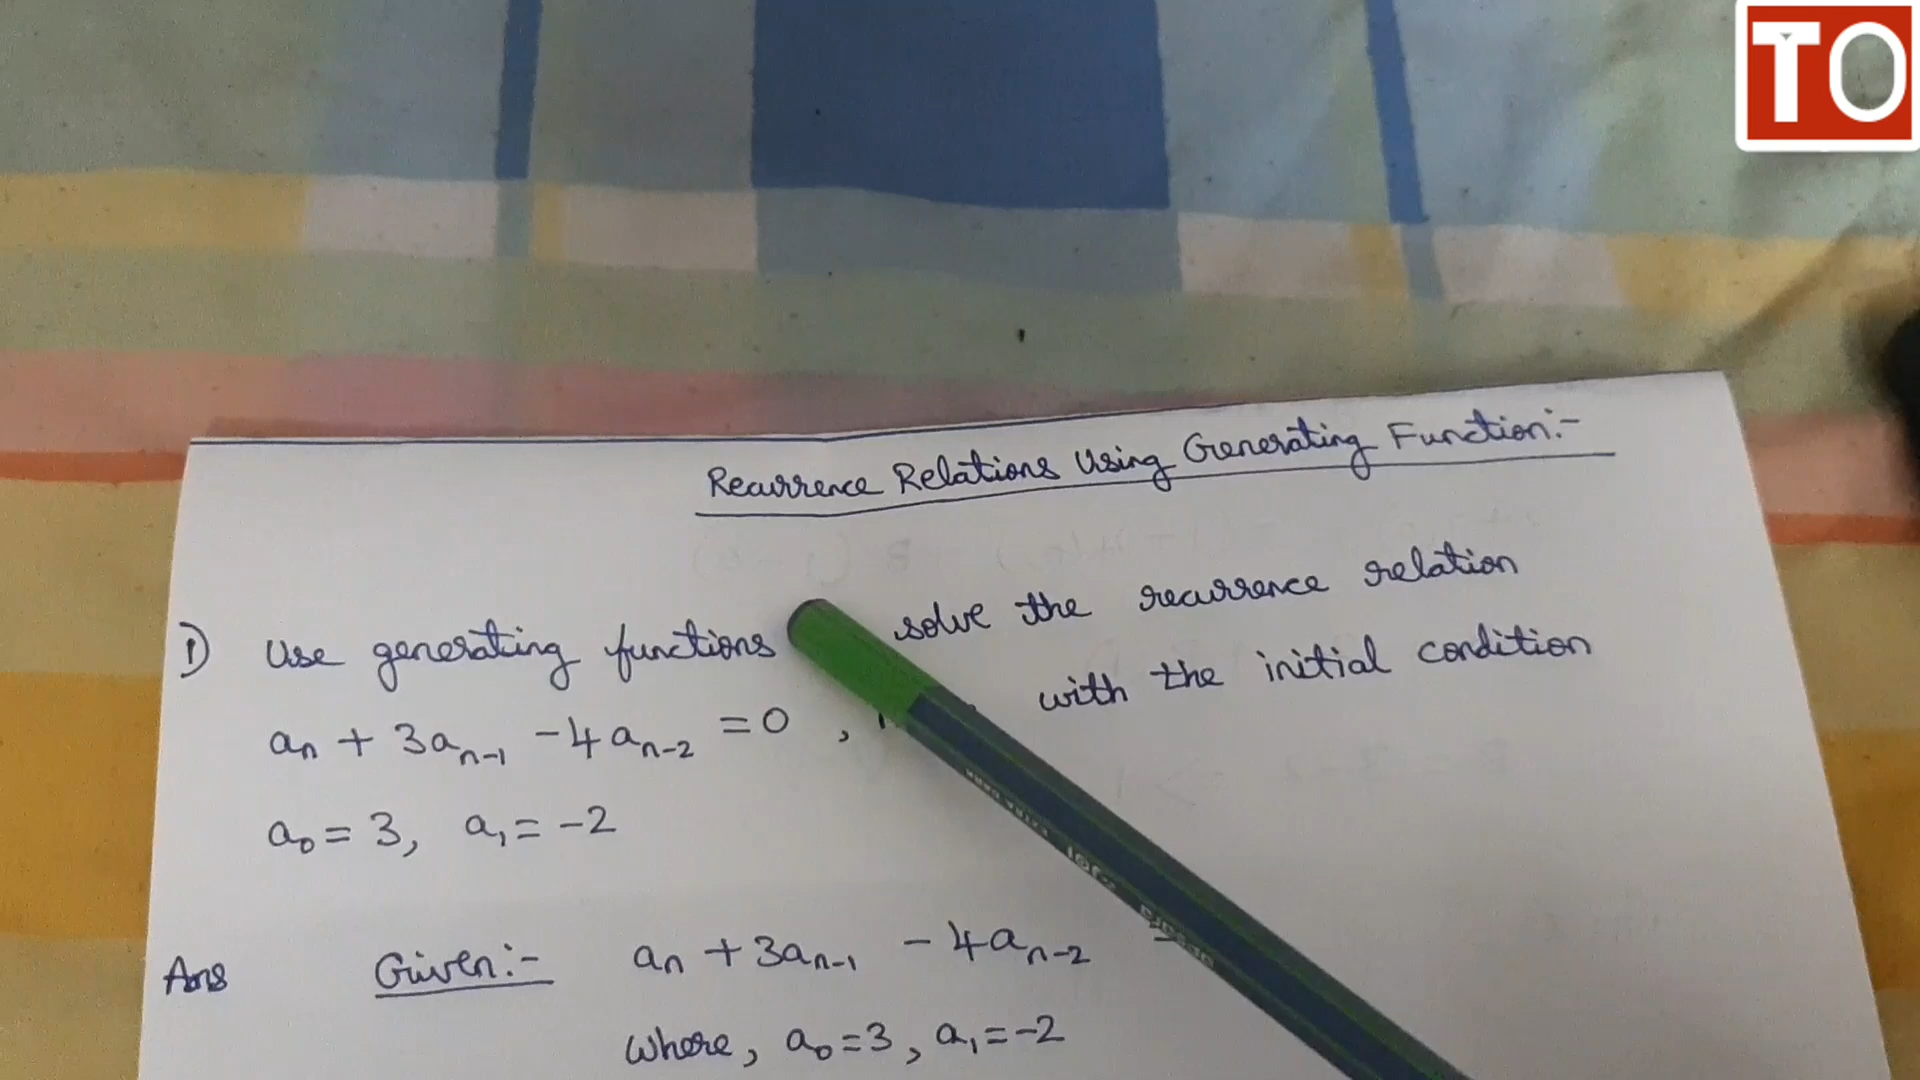 TO
Recurrence Relations Using Generating Function:-
1) Use generating functions solve the recurrence relation
aₙ + 3aₙ₋₁ - 4aₙ₋₂ = 0 , with the initial condition
a₀ = 3, a₁ = -2
Ans Given:- aₙ + 3aₙ₋₁ - 4aₙ₋₂
Where, a₀ = 3, a₁ = -2